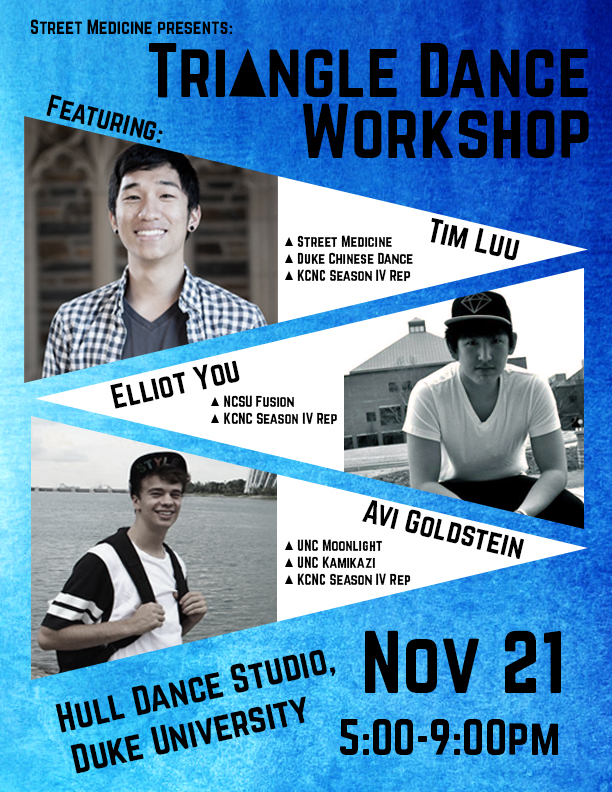 Street Medicine presents:
Triangle Dance
Workshop
Featuring:
Tim Luu
Street Medicine
Duke Chinese Dance
KCNC Season IV Rep
Elliot You
NCSU Fusion
KCNC Season IV Rep
STYL
Avi Goldstein
UNC Moonlight
UNC Kamikazi
KCNC Season IV Rep
Hull Dance Studio,
Duke University
Nov 21
5:00-9:00pm